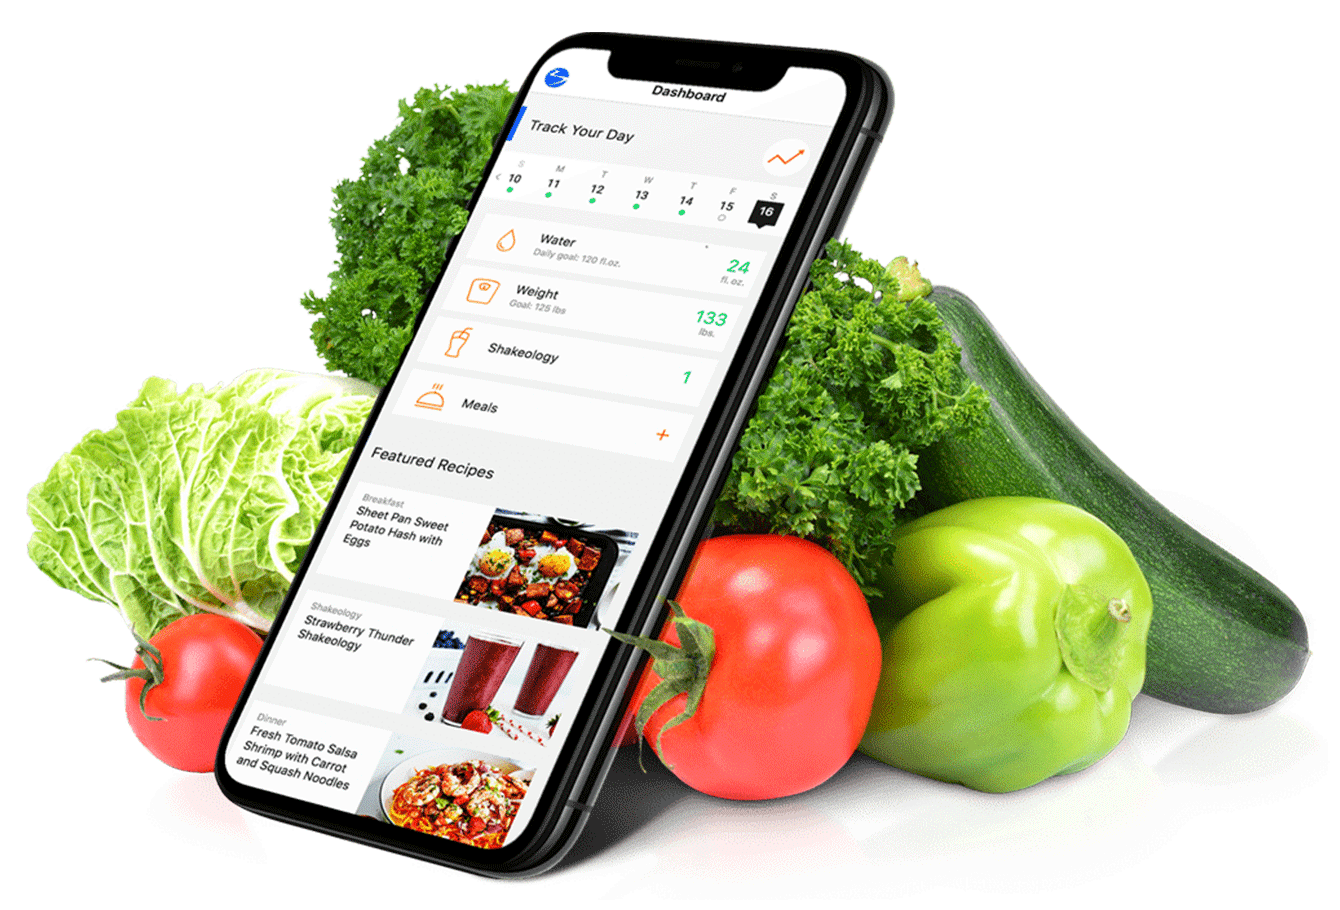 Dashboard
Track Your Day
S M T W T F S
< 10 11 12 13 14 15 16
Water
Daily goal: 120 fl.oz.
24
fl. oz.
Weight
Goal: 125 lbs
133
lbs.
Shakeology
1
Meals
+
Featured Recipes
Breakfast
Sheet Pan Sweet
Potato Hash with
Eggs
Shakeology
Strawberry Thunder
Shakeology
Dinner
Fresh Tomato Salsa
Shrimp with Carrot
and Squash Noodles